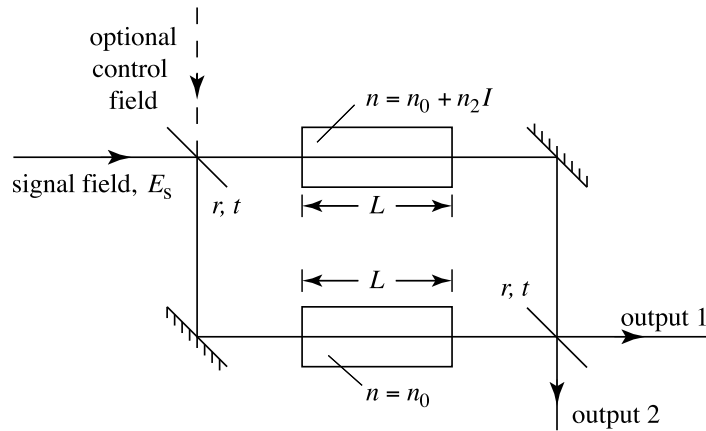 optional
control
field
n = n₀ + n₂I
signal field, Eₛ
r, t
L
L
r, t
output 1
n = n₀
output 2